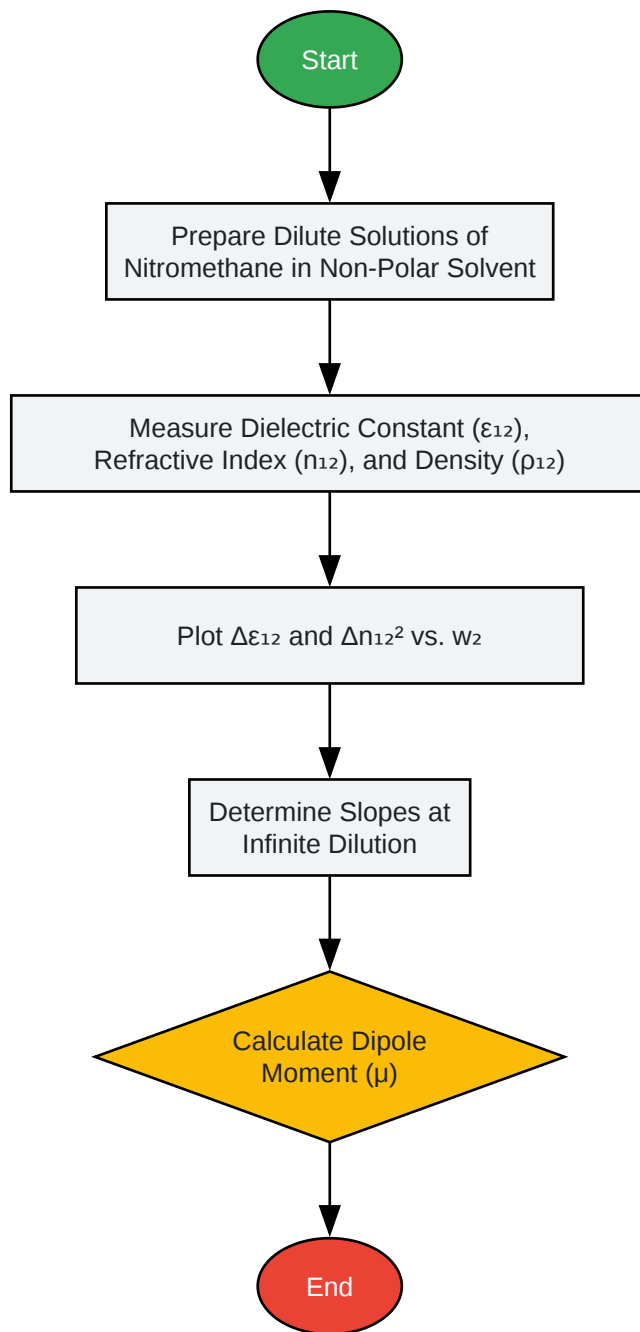 Start
Prepare Dilute Solutions of
Nitromethane in Non-Polar Solvent
Measure Dielectric Constant (ε₁₂),
Refractive Index (n₁₂), and Density (ρ₁₂)
Plot Δε₁₂ and Δn₁₂² vs. w₂
Determine Slopes at
Infinite Dilution
Calculate Dipole
Moment (μ)
End